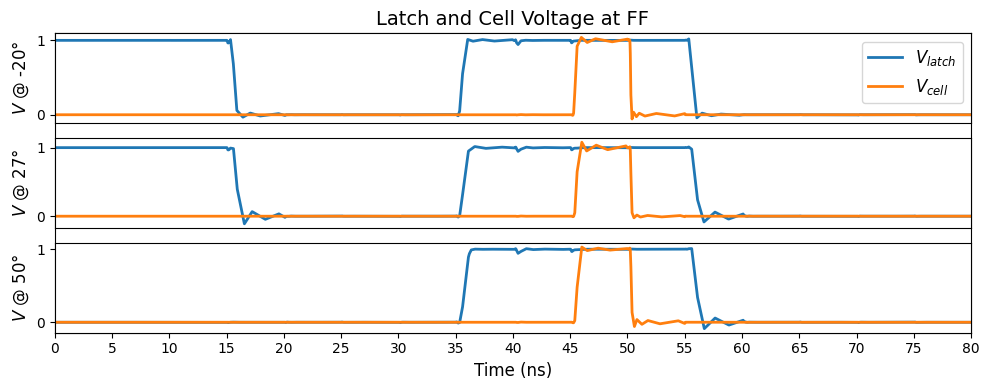 Latch and Cell Voltage at FF
V @ -20°
1
0
V_latch
V_cell
V @ 27°
1
0
V @ 50°
1
0
0 5 10 15 20 25 30 35 40 45 50 55 60 65 70 75 80
Time (ns)